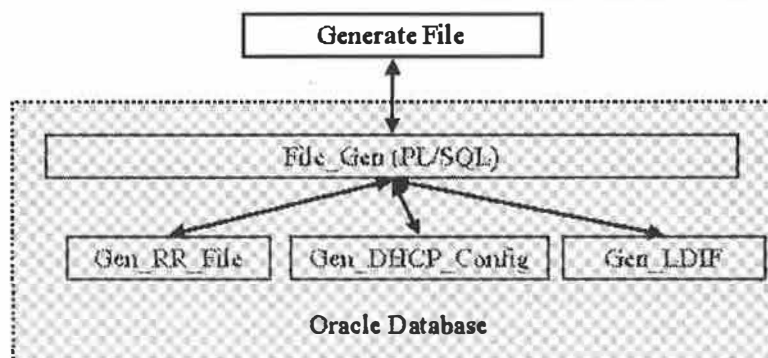 Generate File
File_Gen (PL/SQL)
Gen_RR_File
Gen_DHCP_Config
Gen_LDIF
Oracle Database